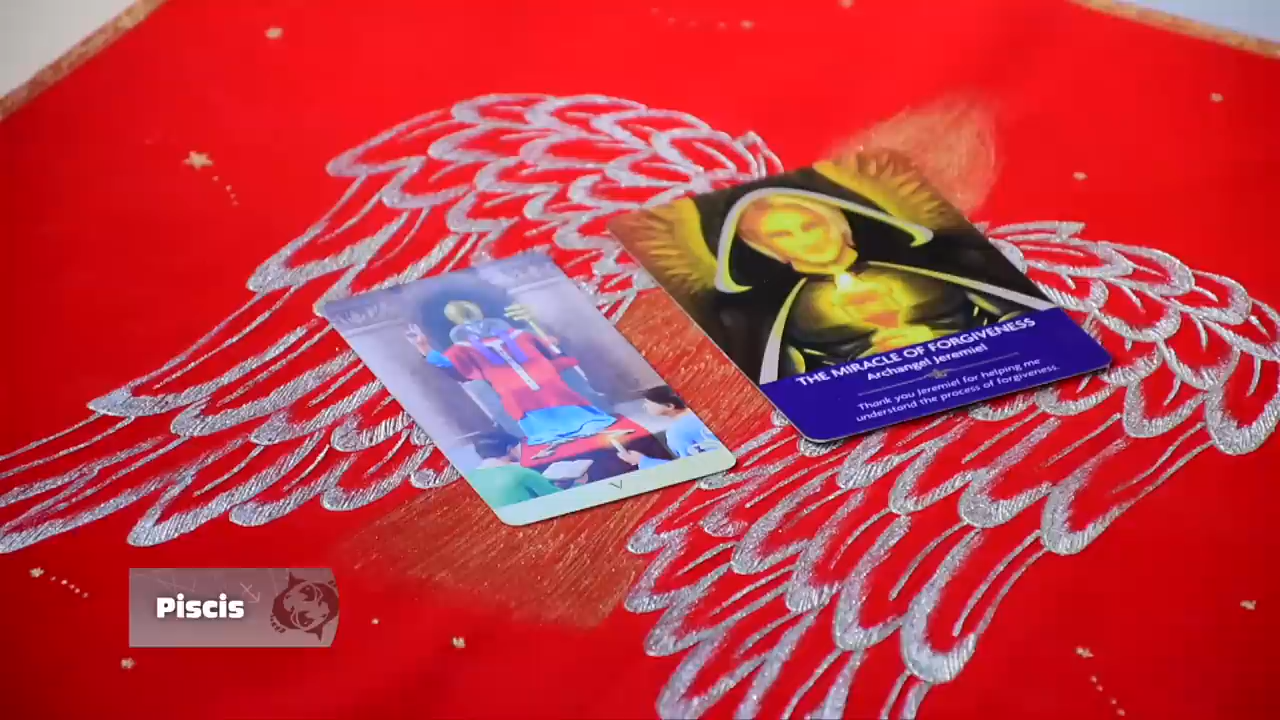 THE MIRACLE OF FORGIVENESS
Archangel Jeremiel
Thank you Jeremiel for helping me
understand the process of forgiveness.
V
Piscis